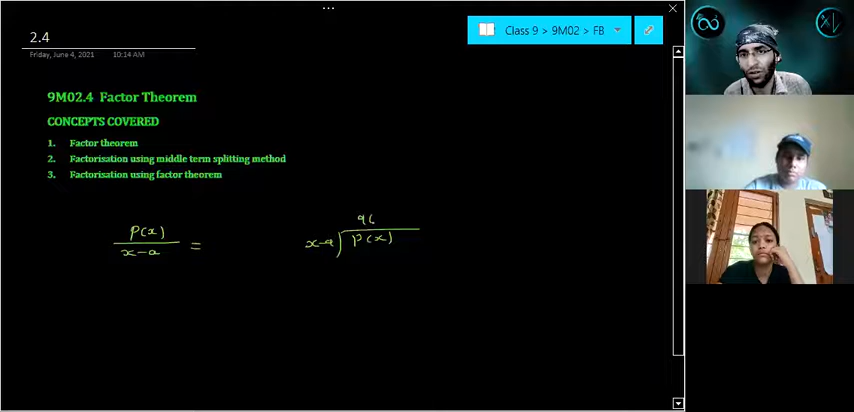 2.4
Friday, June 4, 2021 10:14 AM
Class 9 > 9M02 > FB
9M02.4 Factor Theorem
CONCEPTS COVERED
1. Factor theorem
2. Factorisation using middle term splitting method
3. Factorisation using factor theorem
P(x)
x-a
=
q(
x-a) P(x)